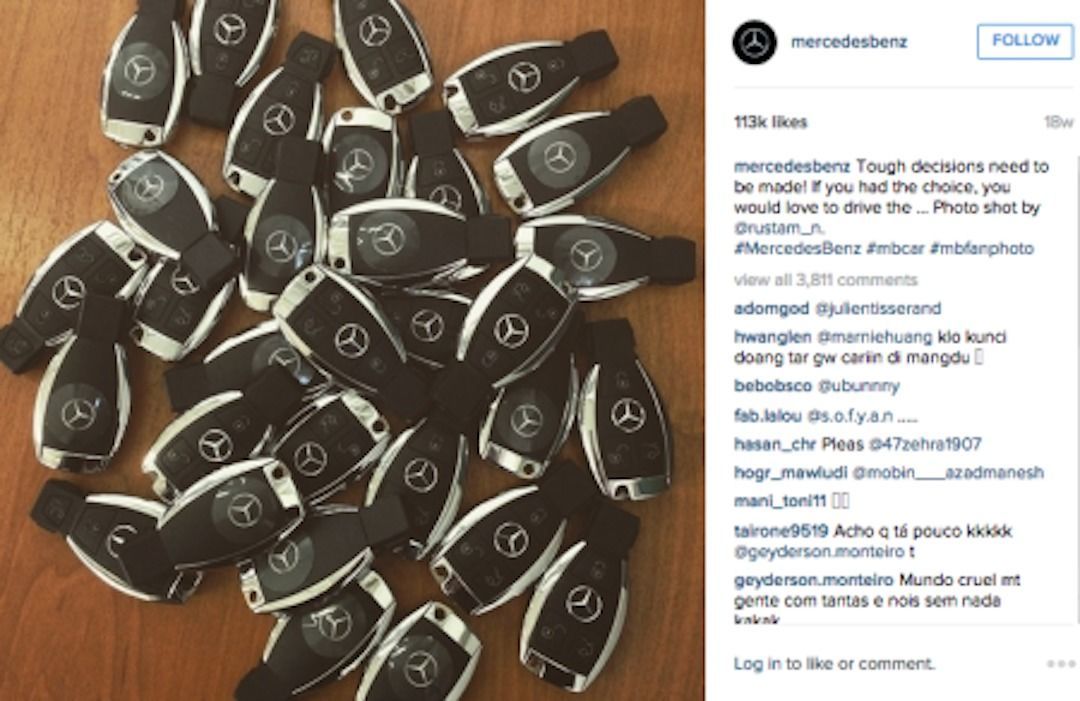 mercedesbenz
FOLLOW
113k likes
18w
mercedesbenz Tough decisions need to
be made! If you had the choice, you
would love to drive the ... Photo shot by
@rustam_n.
#MercedesBenz #mbcar #mbfanphoto
view all 3,811 comments
adomgod @julientisserand
hwanglen @marniehuang klo kunci
doang tar gw cariin di mangdu
bebobsco @ubunnny
fab.lalou @s.o.f.y.a.n .....
hasan_chr Pleas @47zehra1907
hogr_mawludi @mobin___azadmanesh
mani_toni11
tairone9519 Acho q tá pouco kkkkk
@geyderson.monteiro t
geyderson.monteiro Mundo cruel mt
gente com tantas e nois sem nada
kakak
Log in to like or comment.